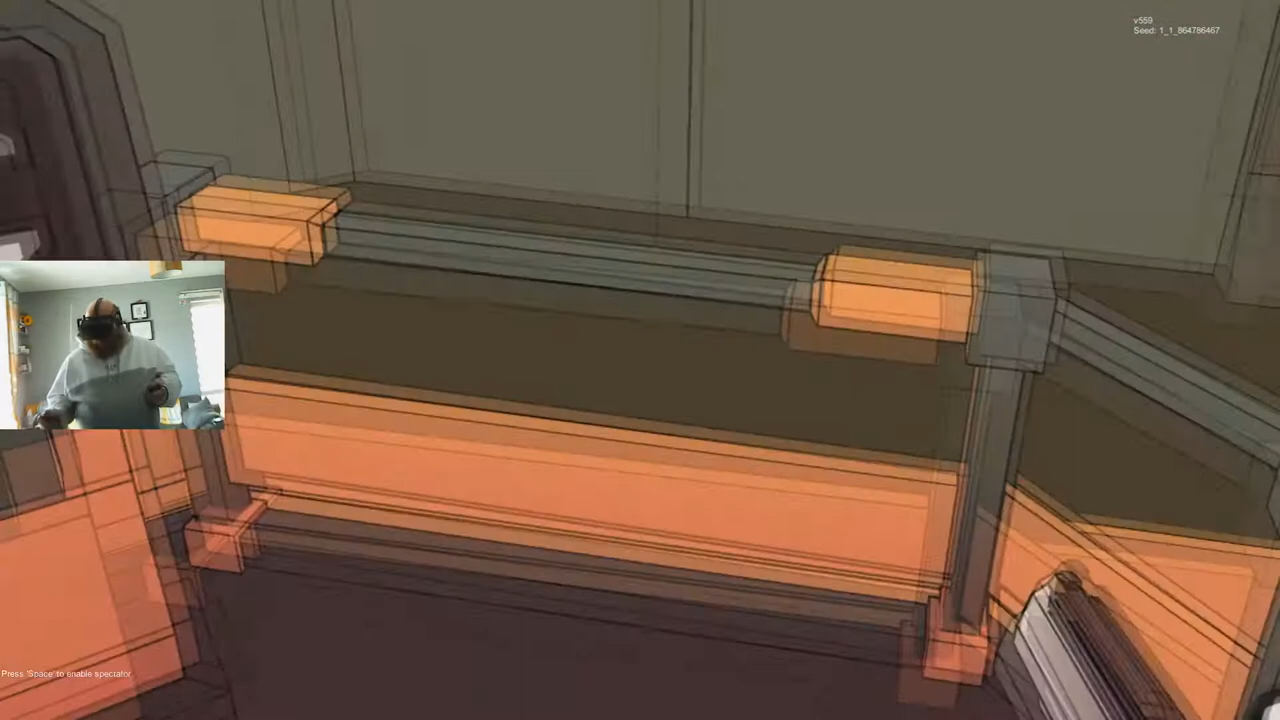 v559
Seed: 1_1_864786467
Press 'Space' to enable spectator